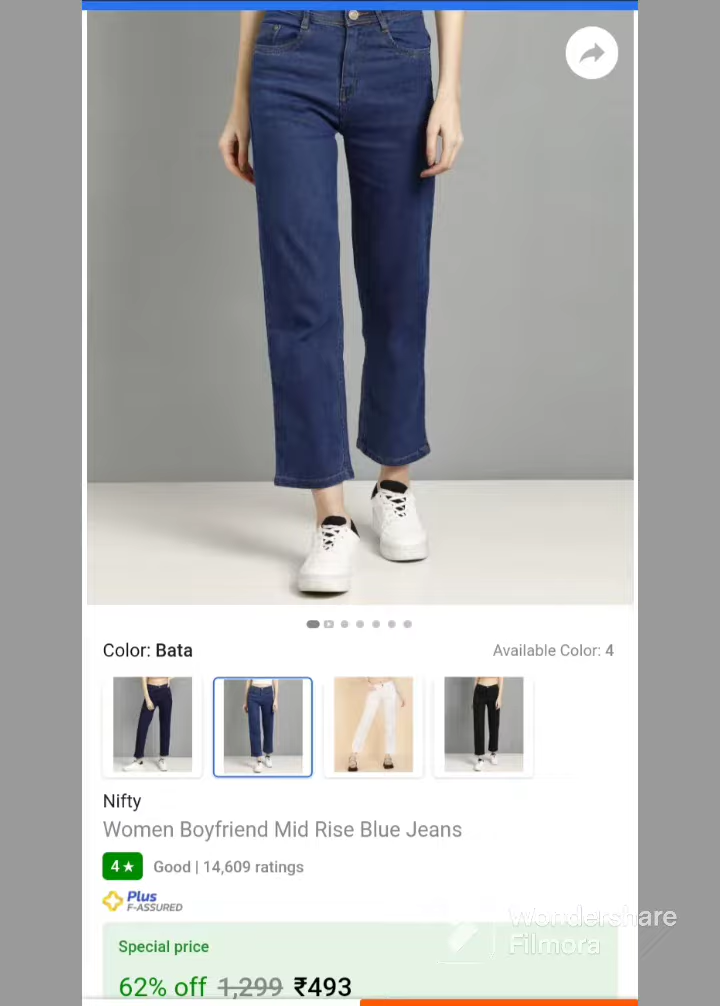 Color: Bata
Available Color: 4
Nifty
Women Boyfriend Mid Rise Blue Jeans
4★ Good | 14,609 ratings
Plus
F-ASSURED
Special price
62% off 1,299 ₹493
Wondershare
Filmora